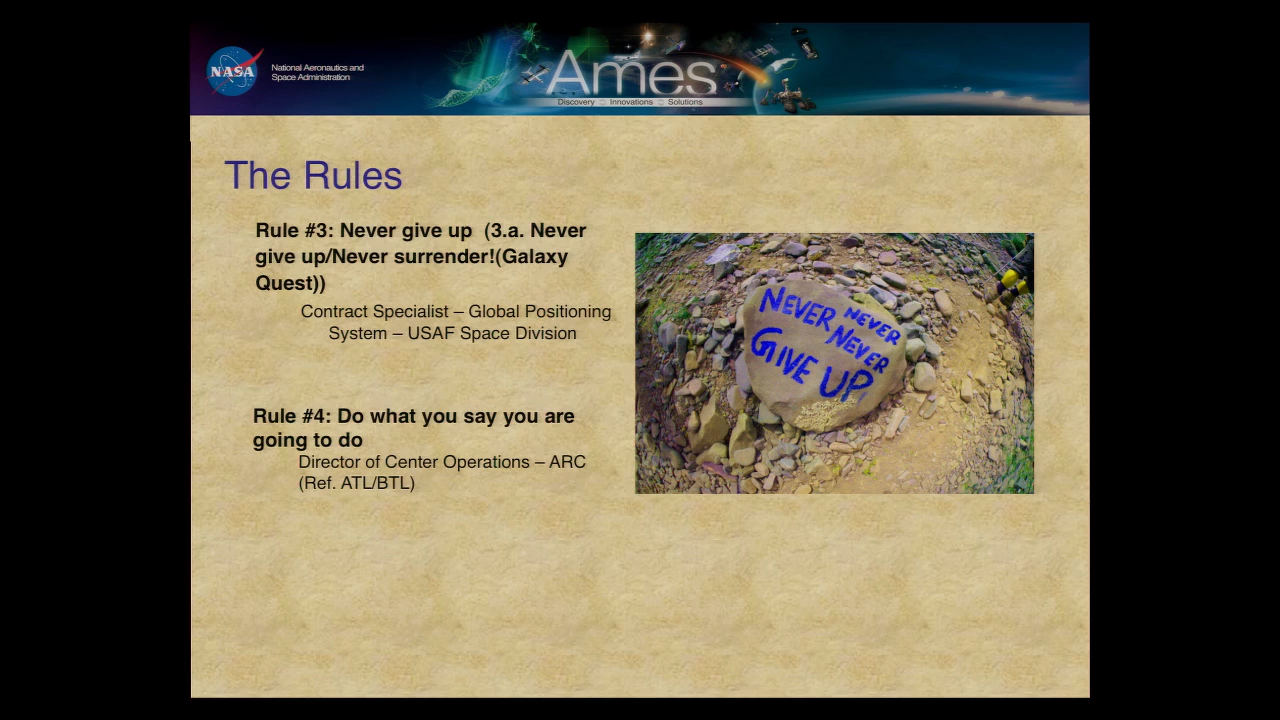 NASA
National Aeronautics and
Space Administration
Ames
Discovery :: Innovations :: Solutions
The Rules
Rule #3: Never give up (3.a. Never
give up/Never surrender!(Galaxy
Quest))
Contract Specialist – Global Positioning
System – USAF Space Division
Rule #4: Do what you say you are
going to do
Director of Center Operations – ARC
(Ref. ATL/BTL)
NEVER NEVER
NEVER
GIVE UP